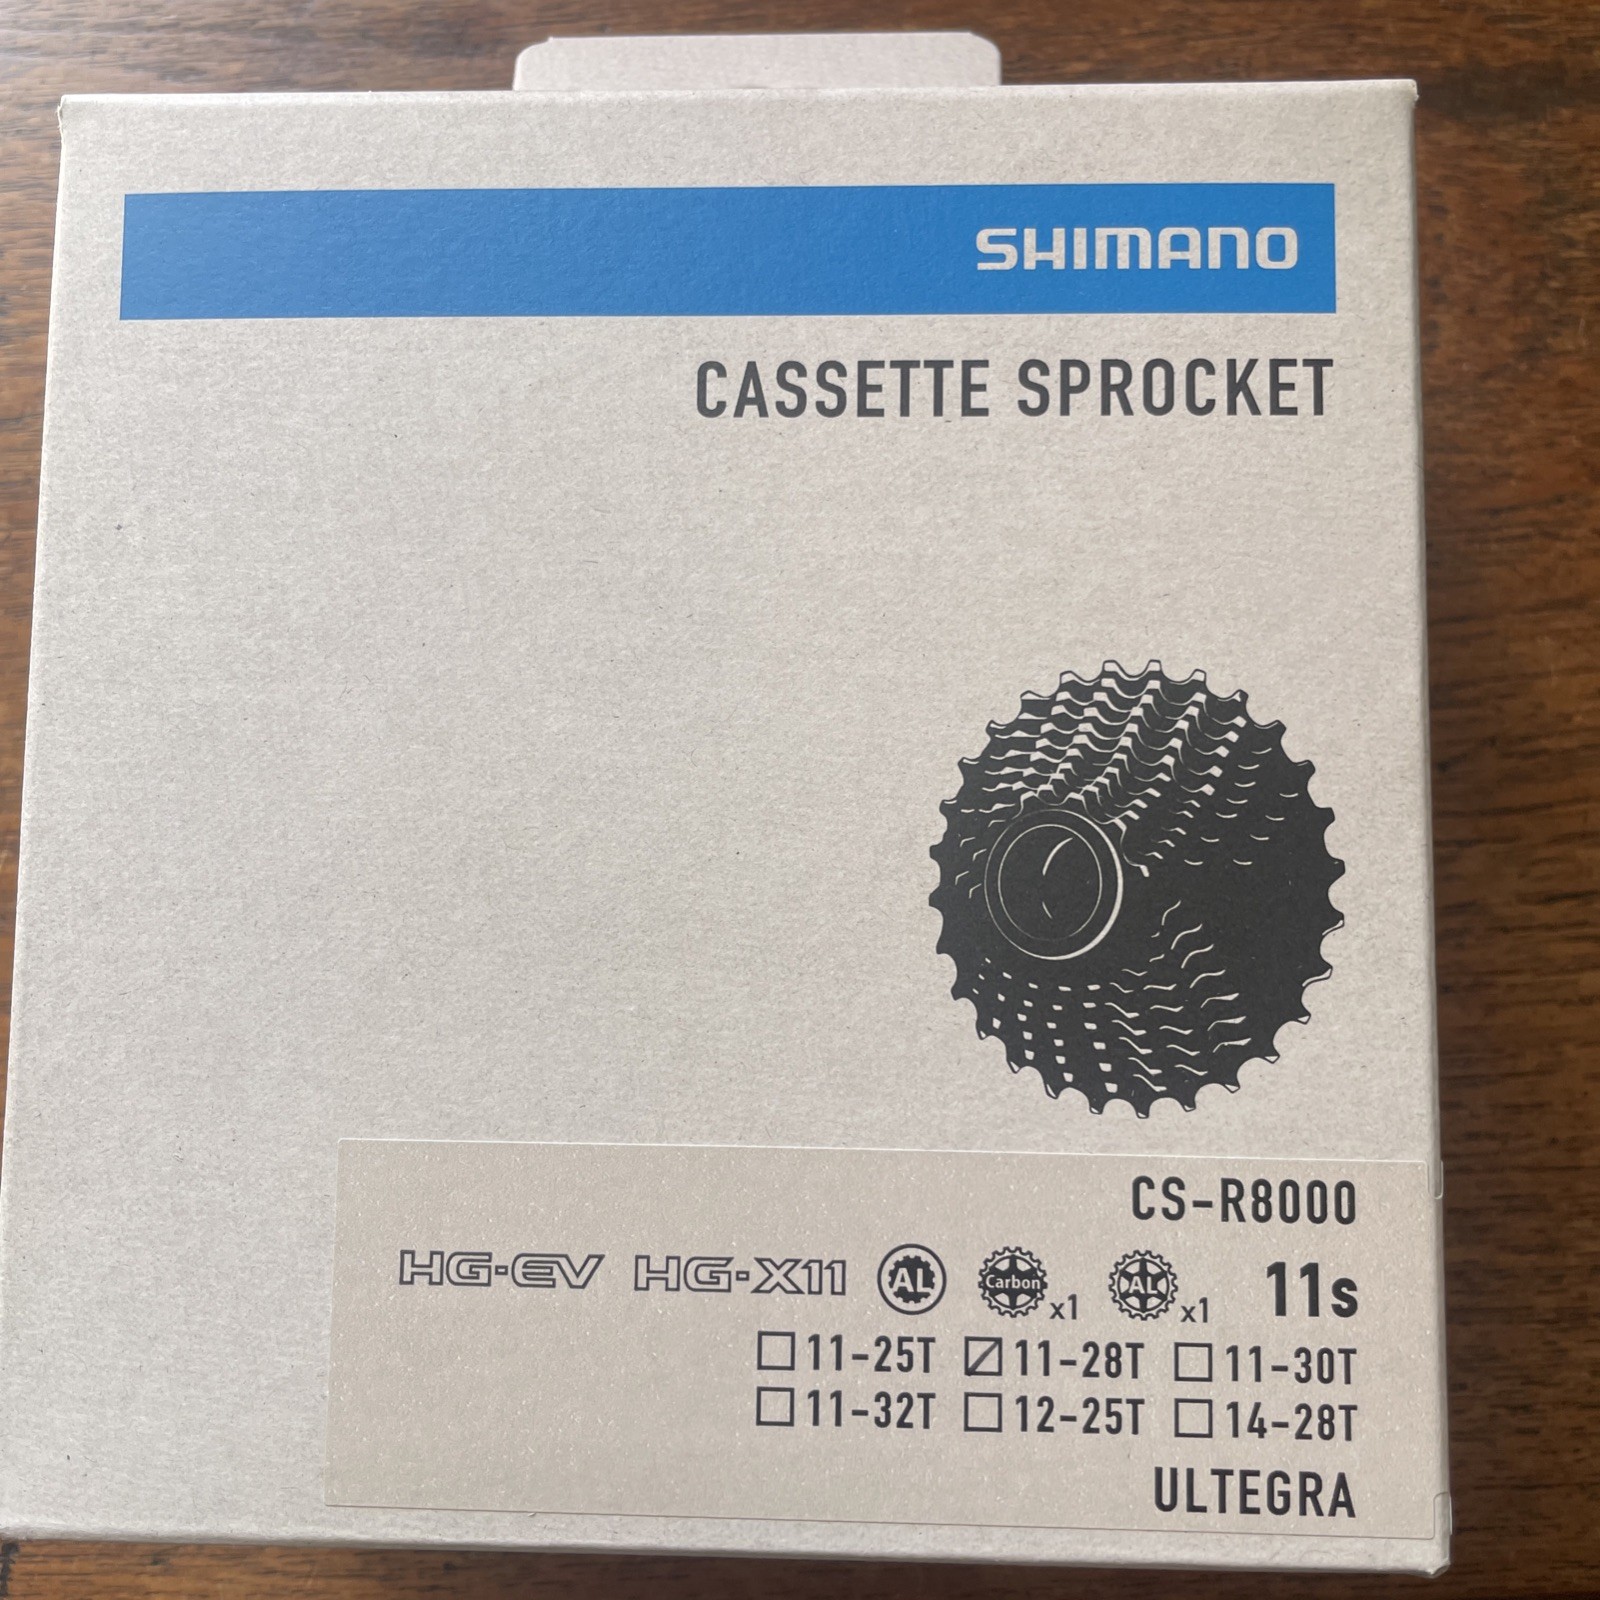 SHIMANO
CASSETTE SPROCKET
CS-R8000
HG-EV HG-X11 AL Carbon x1 AL x1 11s
11-25T 11-28T 11-30T
11-32T 12-25T 14-28T
ULTEGRA